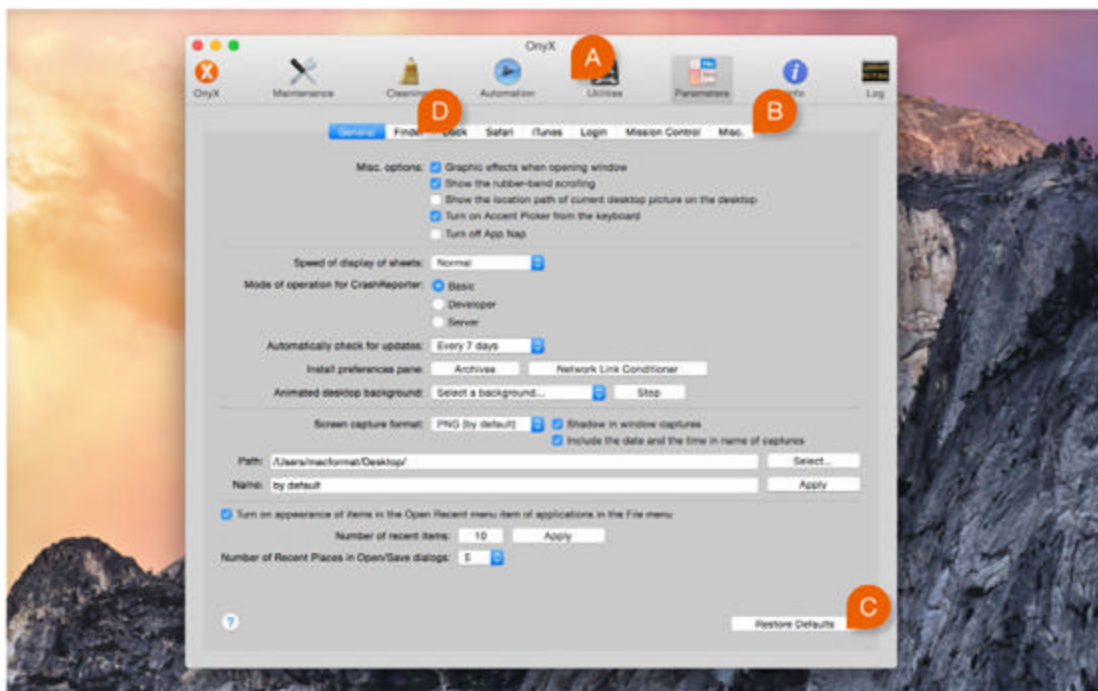 OnyX
A
OnyX Maintenance Cleaning Automation Utilities Parameters Info Log
D B
General Finder Dock Safari iTunes Login Mission Control Misc.
Misc. options: Graphic effects when opening window
Show the rubber-band scrolling
Show the location path of current desktop picture on the desktop
Turn on Accent Picker from the keyboard
Turn off App Nap
Speed of display of sheets: Normal
Mode of operation for CrashReporter: Basic
Developer
Server
Automatically check for updates: Every 7 days
Install preferences pane: Archives Network Link Conditioner
Animated desktop background: Select a background... Stop
Screen capture format: PNG (by default) Shadow in window captures
Include the date and the time in name of captures
Path: /Users/macformat/Desktop/ Select...
Name: by default Apply
Turn on appearance of items in the Open Recent menu item of applications in the File menu
Number of recent items: 10 Apply
Number of Recent Places in Open/Save dialogs: 5
C
? Restore Defaults